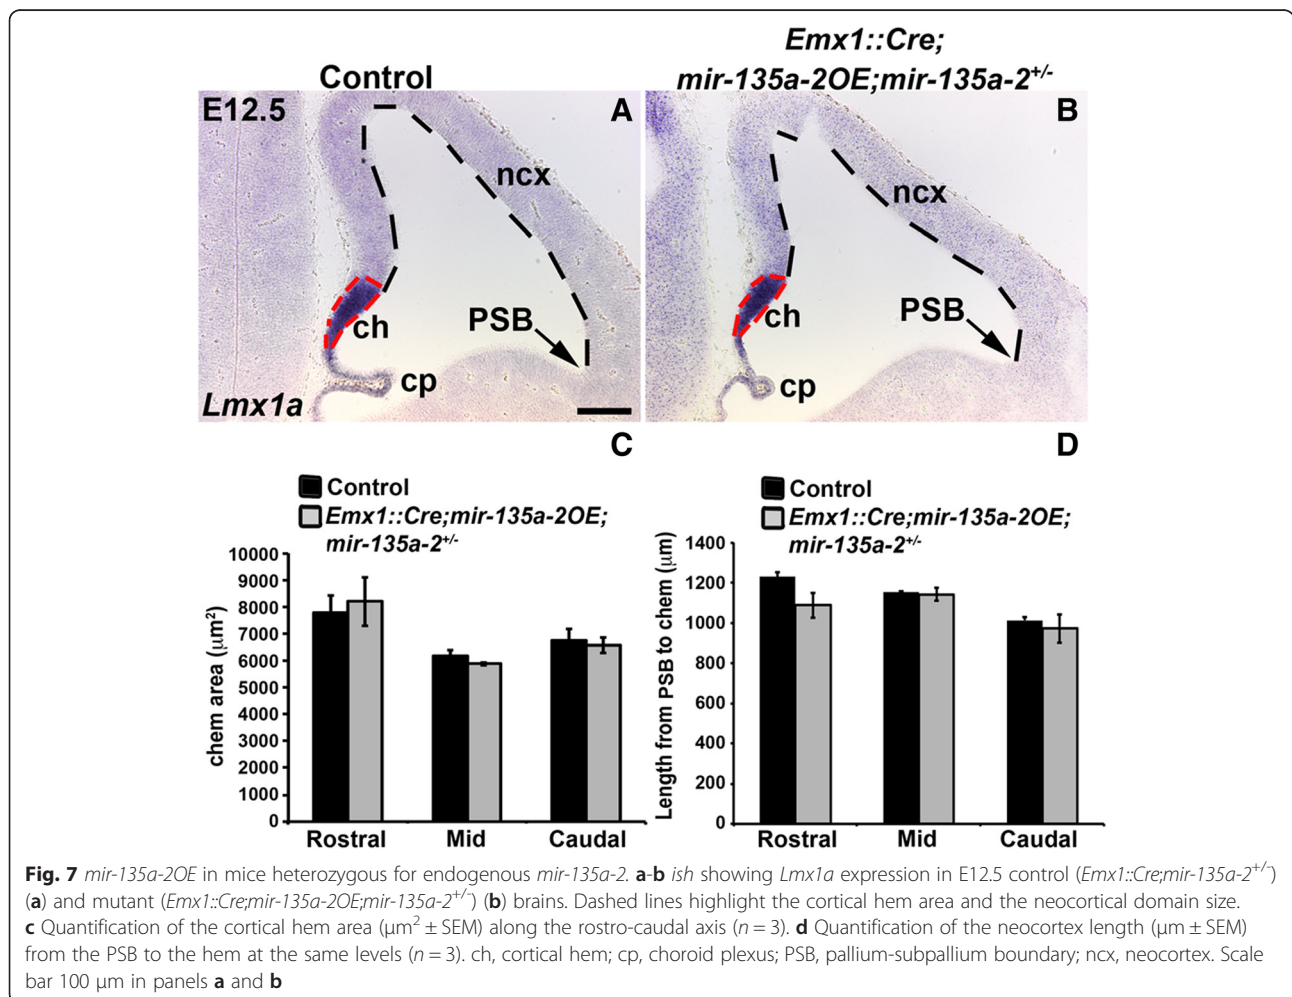 Control
Emx1::Cre;
mir-135a-2OE;mir-135a-2+/-
E12.5
A
ncx
ch
PSB
cp
Lmx1a
B
ncx
ch
PSB
cp
C
Control
Emx1::Cre;mir-135a-2OE;
mir-135a-2+/-
chem area (μm2)
10000
9000
8000
7000
6000
5000
4000
3000
2000
1000
0
Rostral Mid Caudal
D
Control
Emx1::Cre;mir-135a-2OE;
mir-135a-2+/-
Length from PSB to chem (μm)
1400
1200
1000
800
600
400
200
0
Rostral Mid Caudal
Fig. 7 mir-135a-2OE in mice heterozygous for endogenous mir-135a-2. a-b ish showing Lmx1a expression in E12.5 control (Emx1::Cre;mir-135a-2+/-)
(a) and mutant (Emx1::Cre;mir-135a-2OE;mir-135a-2+/-) (b) brains. Dashed lines highlight the cortical hem area and the neocortical domain size.
c Quantification of the cortical hem area (μm2 ± SEM) along the rostro-caudal axis (n = 3). d Quantification of the neocortex length (μm ± SEM)
from the PSB to the hem at the same levels (n = 3). ch, cortical hem; cp, choroid plexus; PSB, pallium-subpallium boundary; ncx, neocortex. Scale
bar 100 μm in panels a and b